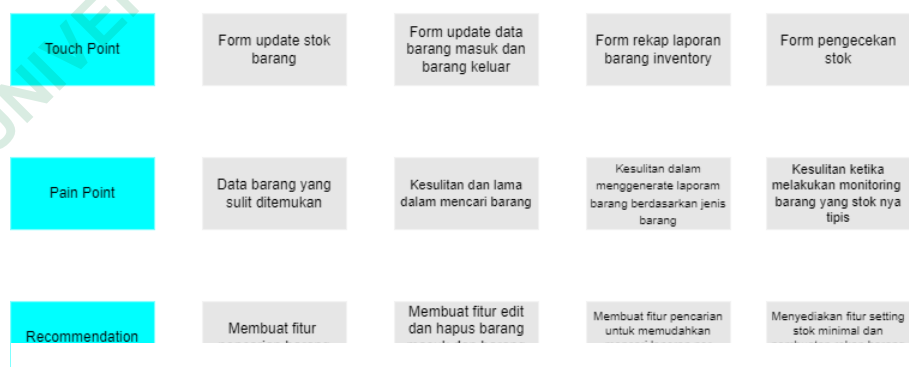 Touch Point
Form update stok
barang
Form update data
barang masuk dan
barang keluar
Form rekap laporan
barang inventory
Form pengecekan
stok
Pain Point
Data barang yang
sulit ditemukan
Kesulitan dan lama
dalam mencari barang
Kesulitan dalam
menggenerate laporam
barang berdasarkan jenis
barang
Kesulitan ketika
melakukan monitoring
barang yang stok nya
tipis
Recommendation
Membuat fitur
Membuat fitur edit
dan hapus barang
Membuat fitur pencarian
untuk memudahkan
Menyediakan fitur setting
stok minimal dan